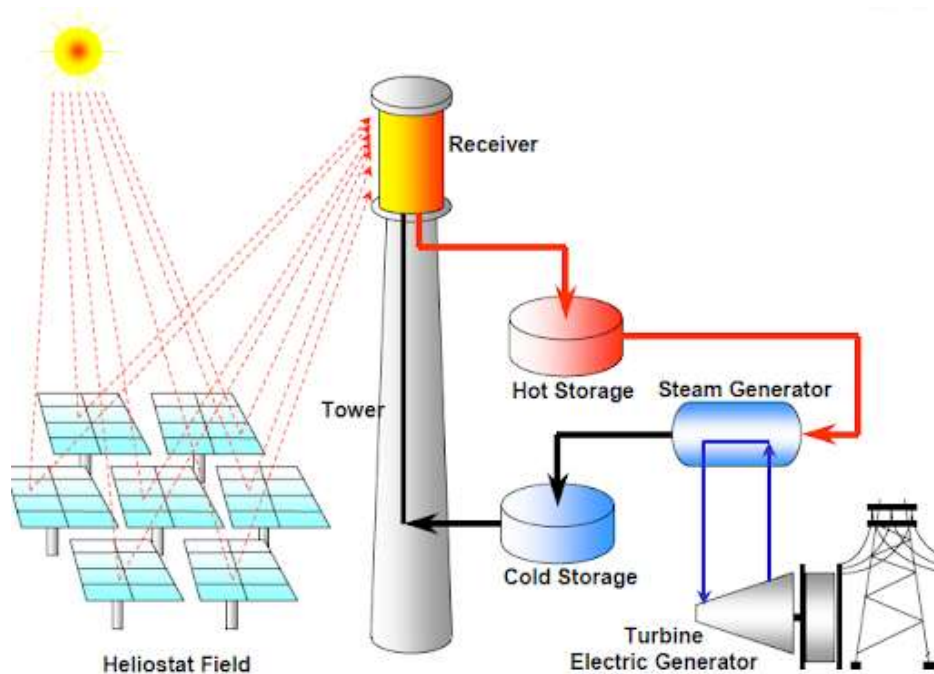 Receiver
Hot Storage
Steam Generator
Tower
Cold Storage
Turbine
Electric Generator
Heliostat Field